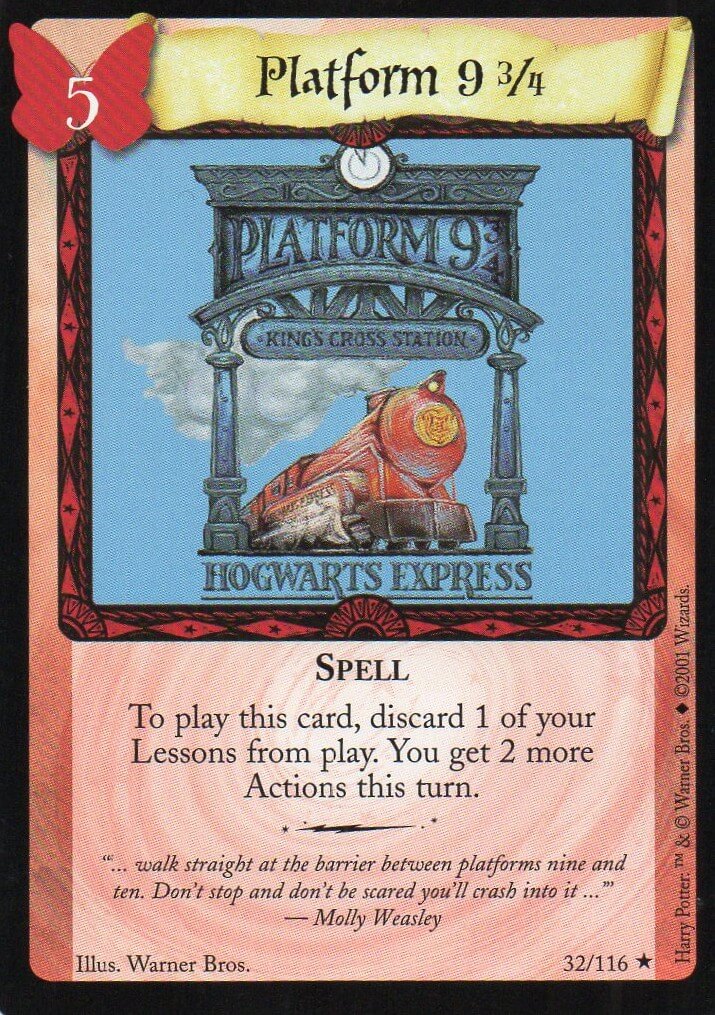 5
Platform 9 3/4
PLATFORM 9 3/4
KING'S CROSS STATION
HOGWARTS EXPRESS
SPELL
To play this card, discard 1 of your
Lessons from play. You get 2 more
Actions this turn.
“‘... walk straight at the barrier between platforms nine and
ten. Don't stop and don't be scared you'll crash into it ...’”
— Molly Weasley
Illus. Warner Bros.
32/116 ★
Harry Potter: ™ & © Warner Bros. ◆ ©2001 Wizards.